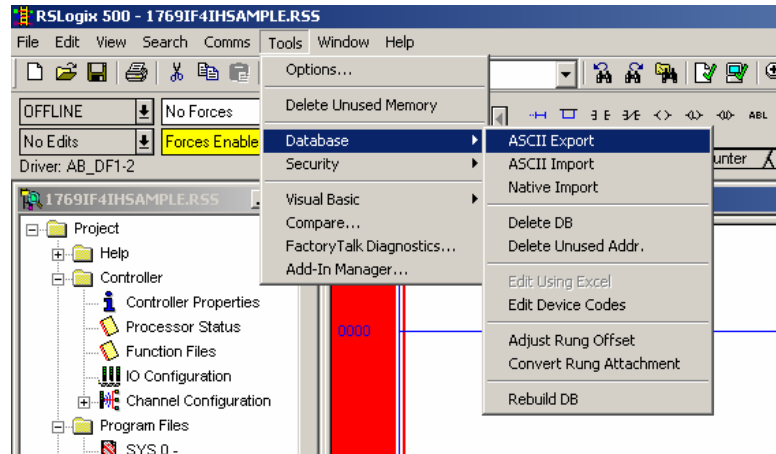 RSLogix 500 - 1769IF4IHSAMPLE.RSS
File Edit View Search Comms Tools Window Help
OFFLINE
No Forces
No Edits
Forces Enable
Driver: AB_DF1-2
Options...
Delete Unused Memory
Database
Security
Visual Basic
Compare...
FactoryTalk Diagnostics...
Add-In Manager...
ABL
unter
ASCII Export
ASCII Import
Native Import
Delete DB
Delete Unused Addr.
Edit Using Excel
Edit Device Codes
Adjust Rung Offset
Convert Rung Attachment
Rebuild DB
1769IF4IHSAMPLE.RSS
Project
Help
Controller
Controller Properties
Processor Status
Function Files
IO Configuration
Channel Configuration
Program Files
SYS 0 -
0000